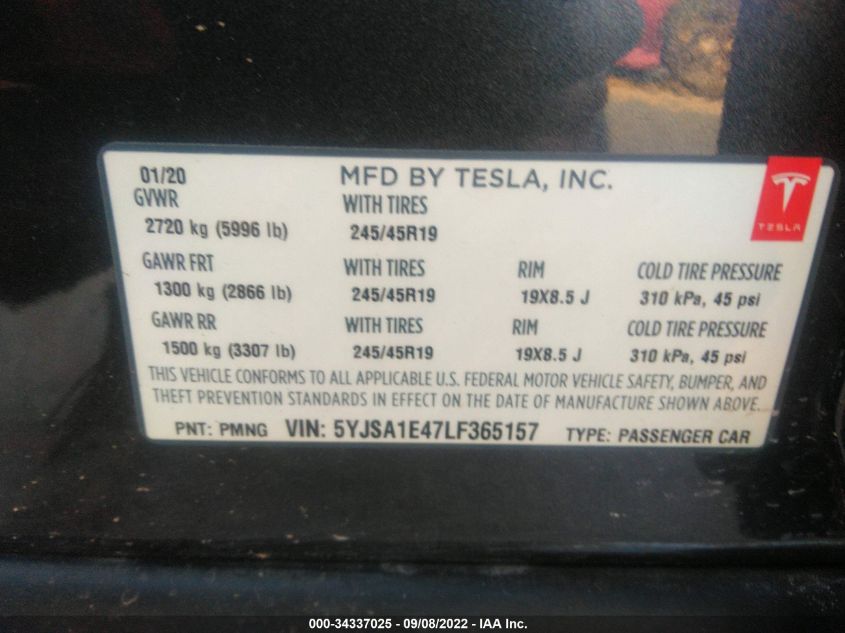 01/20 MFD BY TESLA, INC.
TESLA
GVWR WITH TIRES
2720 kg (5996 lb) 245/45R19
GAWR FRT WITH TIRES RIM COLD TIRE PRESSURE
1300 kg (2866 lb) 245/45R19 19X8.5 J 310 kPa, 45 psi
GAWR RR WITH TIRES RIM COLD TIRE PRESSURE
1500 kg (3307 lb) 245/45R19 19X8.5 J 310 kPa, 45 psi
THIS VEHICLE CONFORMS TO ALL APPLICABLE U.S. FEDERAL MOTOR VEHICLE SAFETY, BUMPER, AND
THEFT PREVENTION STANDARDS IN EFFECT ON THE DATE OF MANUFACTURE SHOWN ABOVE.
PNT: PMNG VIN: 5YJSA1E47LF365157 TYPE: PASSENGER CAR
000-34337025 - 09/08/2022 - IAA Inc.